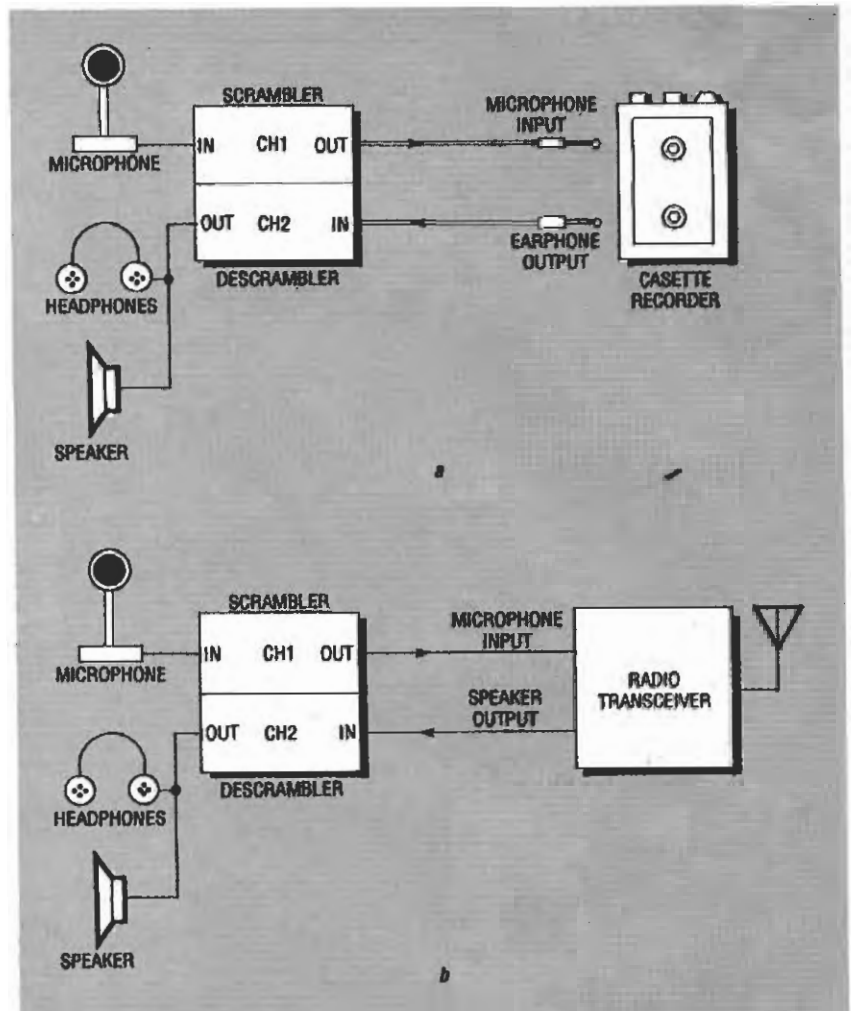 SCRAMBLER
MICROPHONE
INPUT
IN CH1 OUT
MICROPHONE
OUT CH2 IN
EARPHONE
OUTPUT
DESCRAMBLER
CASETTE
RECORDER
HEADPHONES
SPEAKER
a
SCRAMBLER
MICROPHONE
INPUT
IN CH1 OUT
MICROPHONE
RADIO
TRANSCEIVER
SPEAKER
OUTPUT
OUT CH2 IN
DESCRAMBLER
HEADPHONES
SPEAKER
b